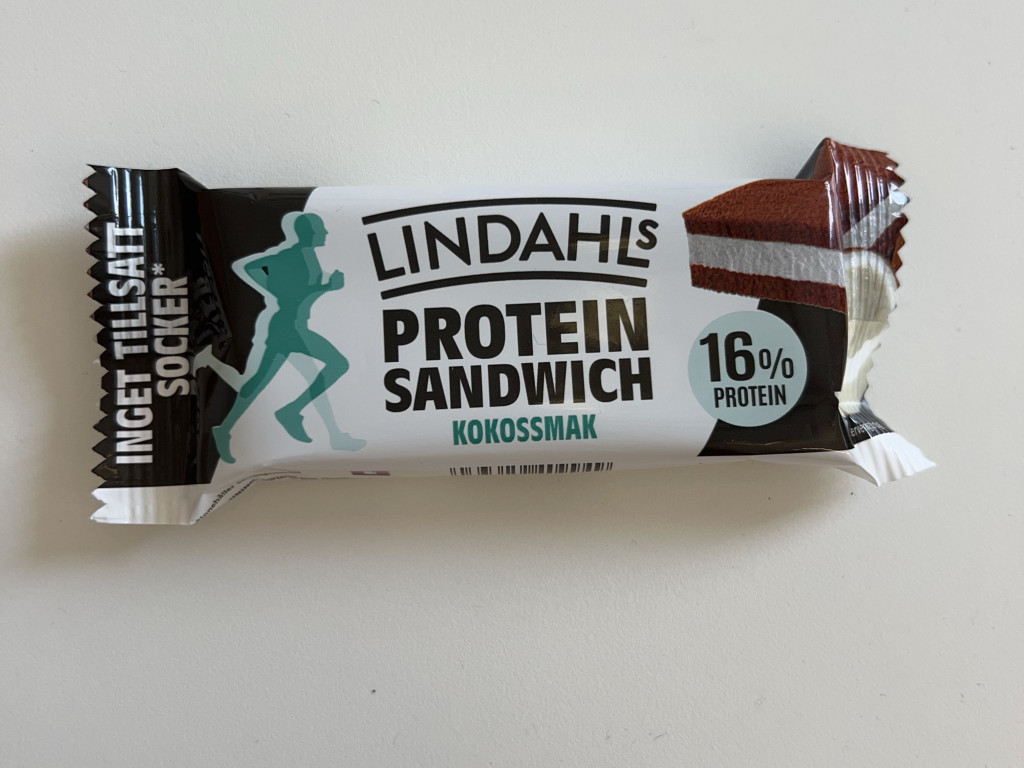 INGET TILLSATT
SOCKER*
LINDAHLS
PROTEIN
SANDWICH
KOKOSSMAK
16%
PROTEIN